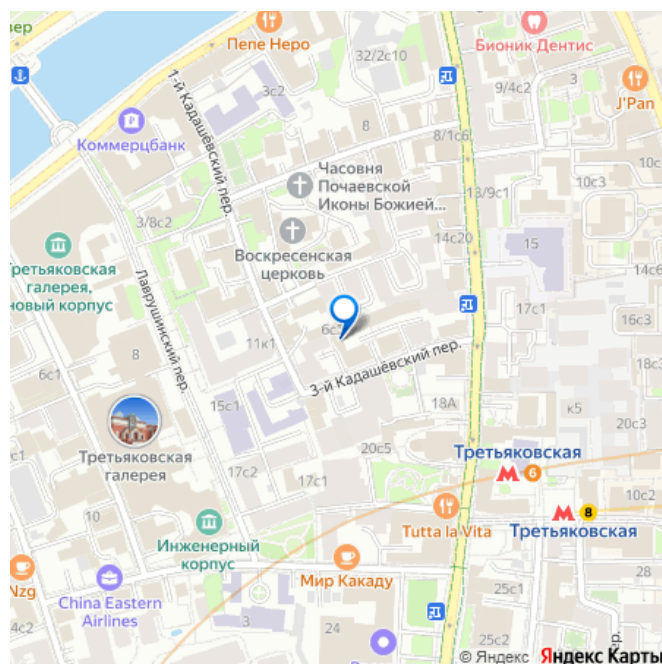 Пепе Неро
32/2с10
Бионик Дентис
3с2
9/4с2
3
J'Pan
Коммерцбанк
1-й Кадашёвский пер.
8
8/1с6
10с3
Часовня
Почаевской
Иконы Божией...
13/9с1
3/8с2
Воскресенская
церковь
14с20
15
Третьяковская
галерея,
новый корпус
14с6
Лаврушинский пер.
17с1
16с3
8
11к1
3-й Кадашёвский пер.
6с1
15с1
18А
к5
20с3
Третьяковская
галерея
20с5
Третьяковская
6
17с2
17с1
10
10с2
8
Третьяковская
Инженерный
корпус
Tutta la Vita
Nzg
Мир Какаду
28
China Eastern
Airlines
25с1
3
24
25с2
5
© Яндекс Яндекс Карты